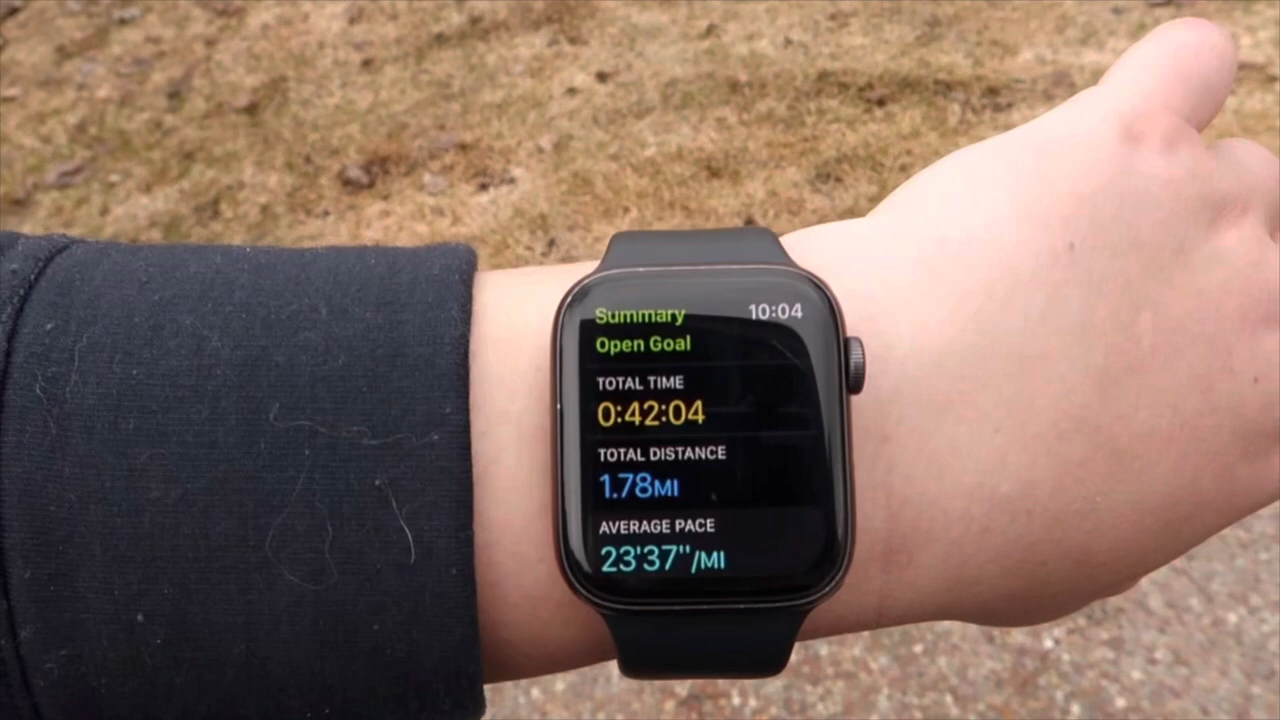 Summary 10:04
Open Goal
TOTAL TIME
0:42:04
TOTAL DISTANCE
1.78MI
AVERAGE PACE
23'37"/MI